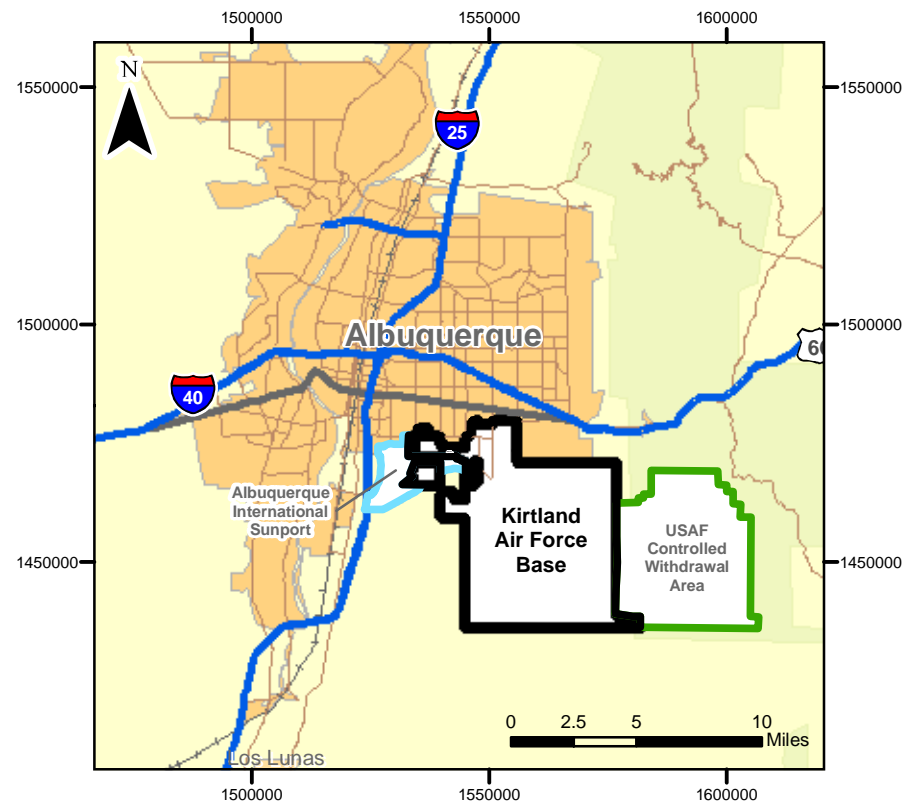 1500000
1550000
1600000
N
1550000
1550000
25
1500000
1500000
Albuquerque
60
40
Albuquerque
International
Sunport
Kirtland
Air Force
Base
USAF
Controlled
Withdrawal
Area
1450000
1450000
0
2.5
5
10
Miles
Los Lunas
1500000
1550000
1600000